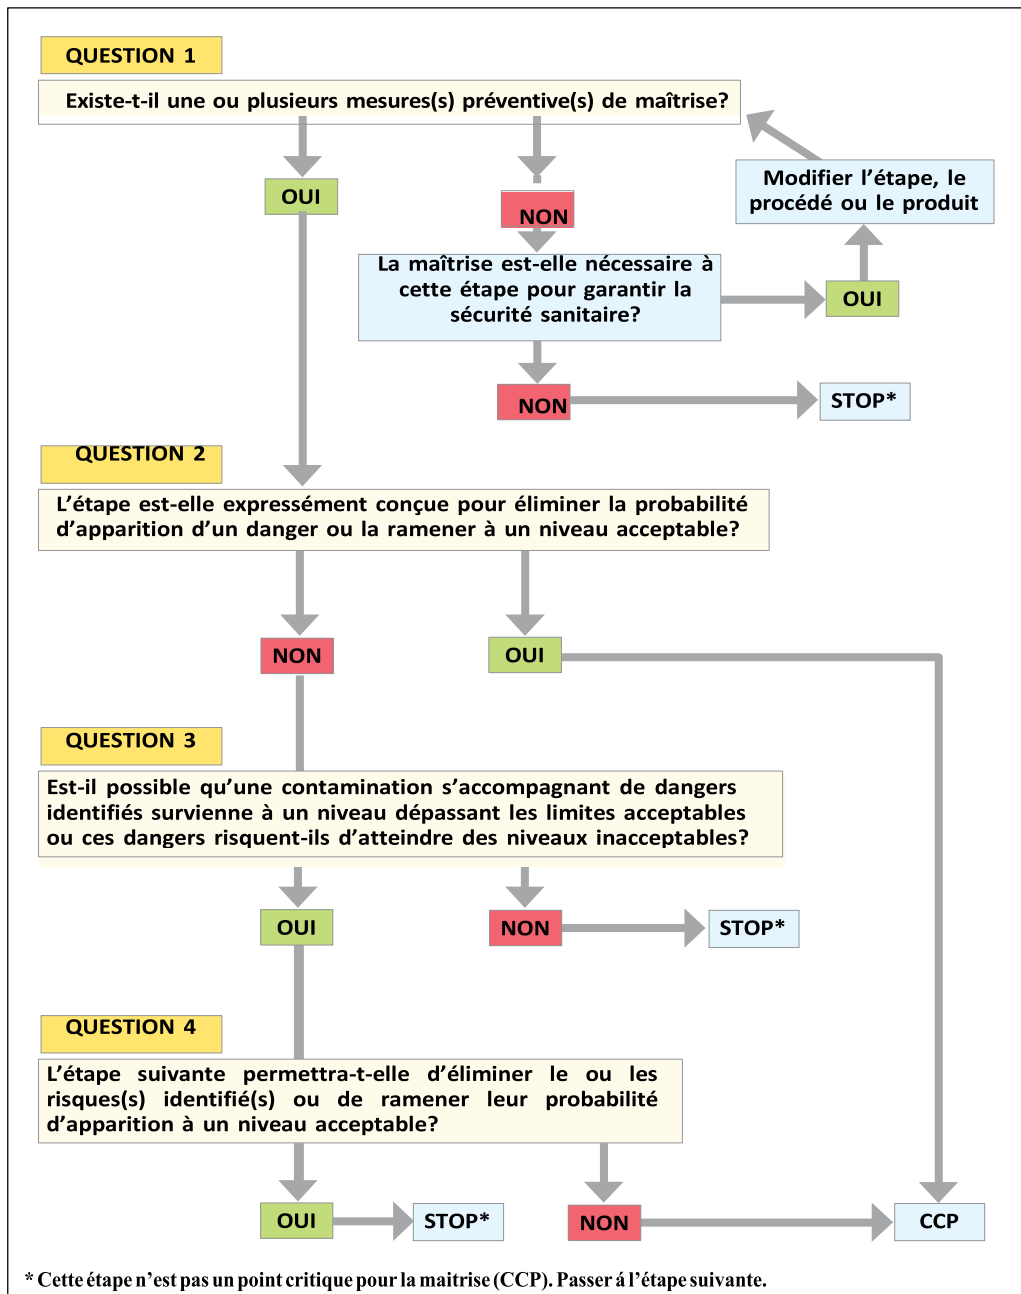 QUESTION 1
Existe-t-il une ou plusieurs mesures(s) préventive(s) de maîtrise?
OUI
NON
Modifier l'étape, le
procédé ou le produit
La maîtrise est-elle nécessaire à
cette étape pour garantir la
sécurité sanitaire?
OUI
NON
STOP*
QUESTION 2
L'étape est-elle expressément conçue pour éliminer la probabilité
d'apparition d'un danger ou la ramener à un niveau acceptable?
NON
OUI
QUESTION 3
Est-il possible qu'une contamination s'accompagnant de dangers
identifiés survienne à un niveau dépassant les limites acceptables
ou ces dangers risquent-ils d'atteindre des niveaux inacceptables?
OUI
NON
STOP*
QUESTION 4
L'étape suivante permettra-t-elle d'éliminer le ou les
risques(s) identifié(s) ou de ramener leur probabilité
d'apparition à un niveau acceptable?
OUI
STOP*
NON
CCP
* Cette étape n'est pas un point critique pour la maitrise (CCP). Passer á l'étape suivante.